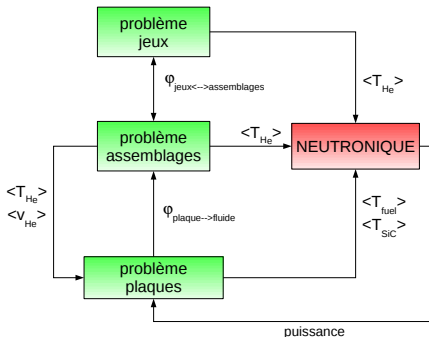 problème
jeux
φjeux<-->assemblages
<THe>
problème
assemblages
<THe>
NEUTRONIQUE
<THe>
<vHe>
φplaque-->fluide
<Tfuel>
<TSiC>
problème
plaques
puissance